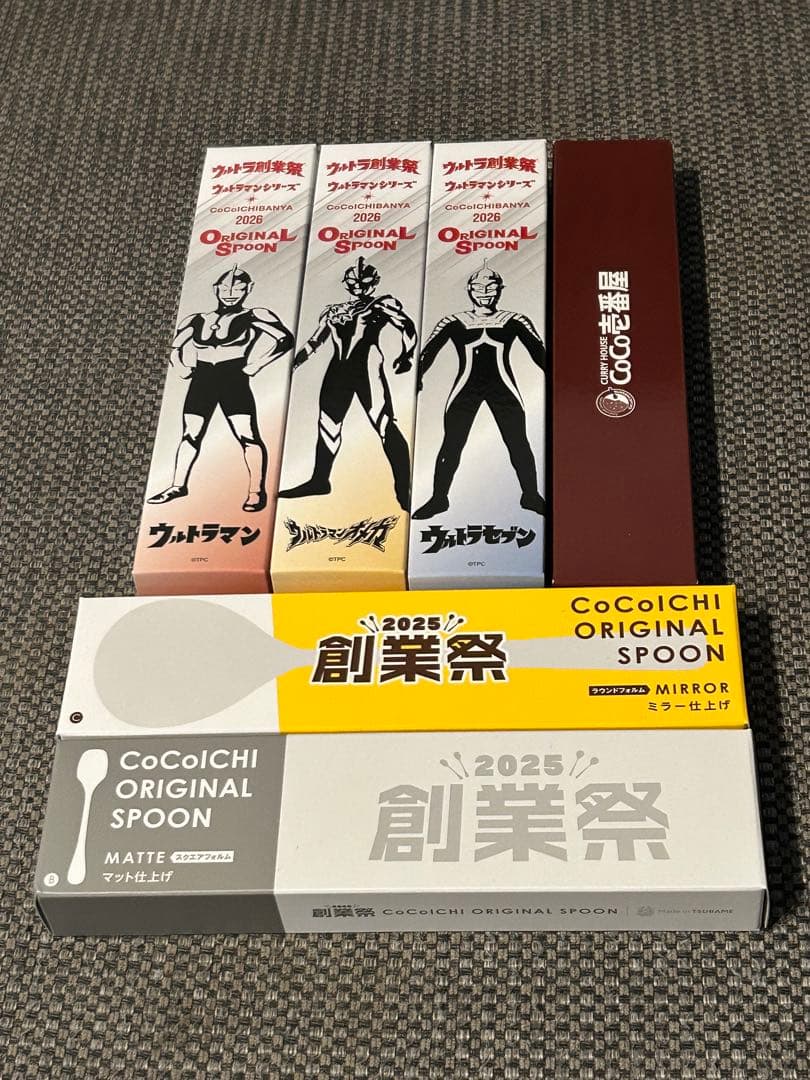 ウルトラ創業祭
ウルトラマンシリーズ
CoCoICHIBANYA
2026
ORIGINAL
SPOON
ウルトラマン
©TPC
ウルトラ創業祭
ウルトラマンシリーズ
CoCoICHIBANYA
2026
ORIGINAL
SPOON
ウルトラマンオメガ
©TPC
ウルトラ創業祭
ウルトラマンシリーズ
CoCoICHIBANYA
2026
ORIGINAL
SPOON
ウルトラセブン
©TPC
CURRY HOUSE
CoCo壱番屋
2025
創業祭
CoCoICHI
ORIGINAL
SPOON
ラウンドフォルム MIRROR
ミラー仕上げ
C
CoCoICHI
ORIGINAL
SPOON
MATTE スクエアフォルム
マット仕上げ
B
2025
創業祭
創業祭 CoCoICHI ORIGINAL SPOON
Made in TSUBAME